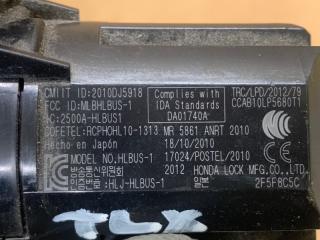 CMIIT ID:2010DJ5918
Complies with
IDA Standards
DA01740A
TRC/LPD/2012/79
CCAB10LP5680T1
FCC ID:MLBHLBUS-1
IC:2500A-HLBUS1
COFETEL:RCPHOHL10-1313 MR 5861 ANRT 2010
Hecho en Japón 18/10/2010
MODEL NO.HLBUS-1 17024/POSTEL/2010
방송통신위원회 2012 HONDA LOCK MFG.CO.,LTD.
인증번호:HLJ-HLBUS-1 일본 2F5F8C5C
TLX